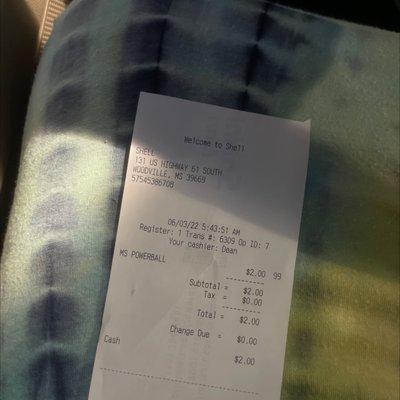 Welcome to Shell
SHELL
131 US HIGHWAY 61 SOUTH
WOODVILLE, MS 39669
57545386708
06/03/22 5:43:51 AM
Register: 1 Trans #: 6309 Op ID: 7
Your cashier: Dean
MS POWERBALL $2.00 99
Subtotal = $2.00
Tax = $0.00
Total = $2.00
Change Due = $0.00
Cash $2.00